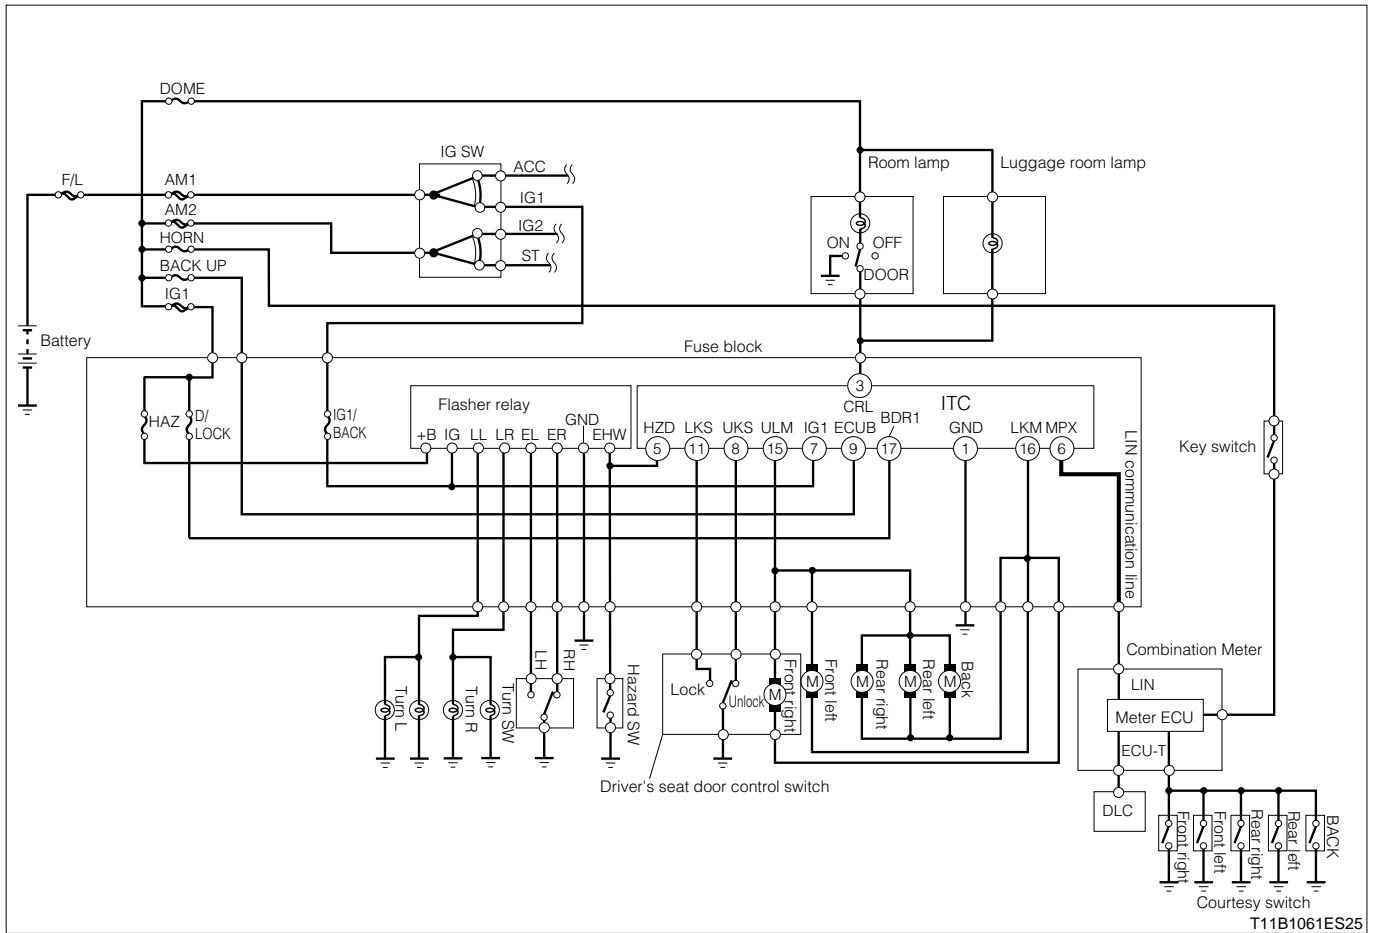 DOME
IG SW
ACC
Room lamp
Luggage room lamp
F/L
AM1
IG1
AM2
IG2
HORN
ON
OFF
ST
BACK UP
DOOR
IG1
Battery
Fuse block
3
CRL
ITC
HAZ
D/
LOCK
IG1/
BACK
Flasher relay
GND
+B
IG
LL
LR
EL
ER
EHW
HZD
LKS
UKS
ULM
IG1
ECUB
BDR1
GND
LKM
MPX
5
11
8
15
7
9
17
1
16
6
LIN communication line
Key switch
Turn L
Turn R
Turn SW
LH
RH
Hazard SW
Lock
Unlock
M
Front right
M
Front left
M
Rear right
M
Rear left
M
Back
Driver's seat door control switch
Combination Meter
LIN
Meter ECU
ECU-T
DLC
Front right
Front left
Rear right
Rear left
BACK
Courtesy switch
T11B1061ES25